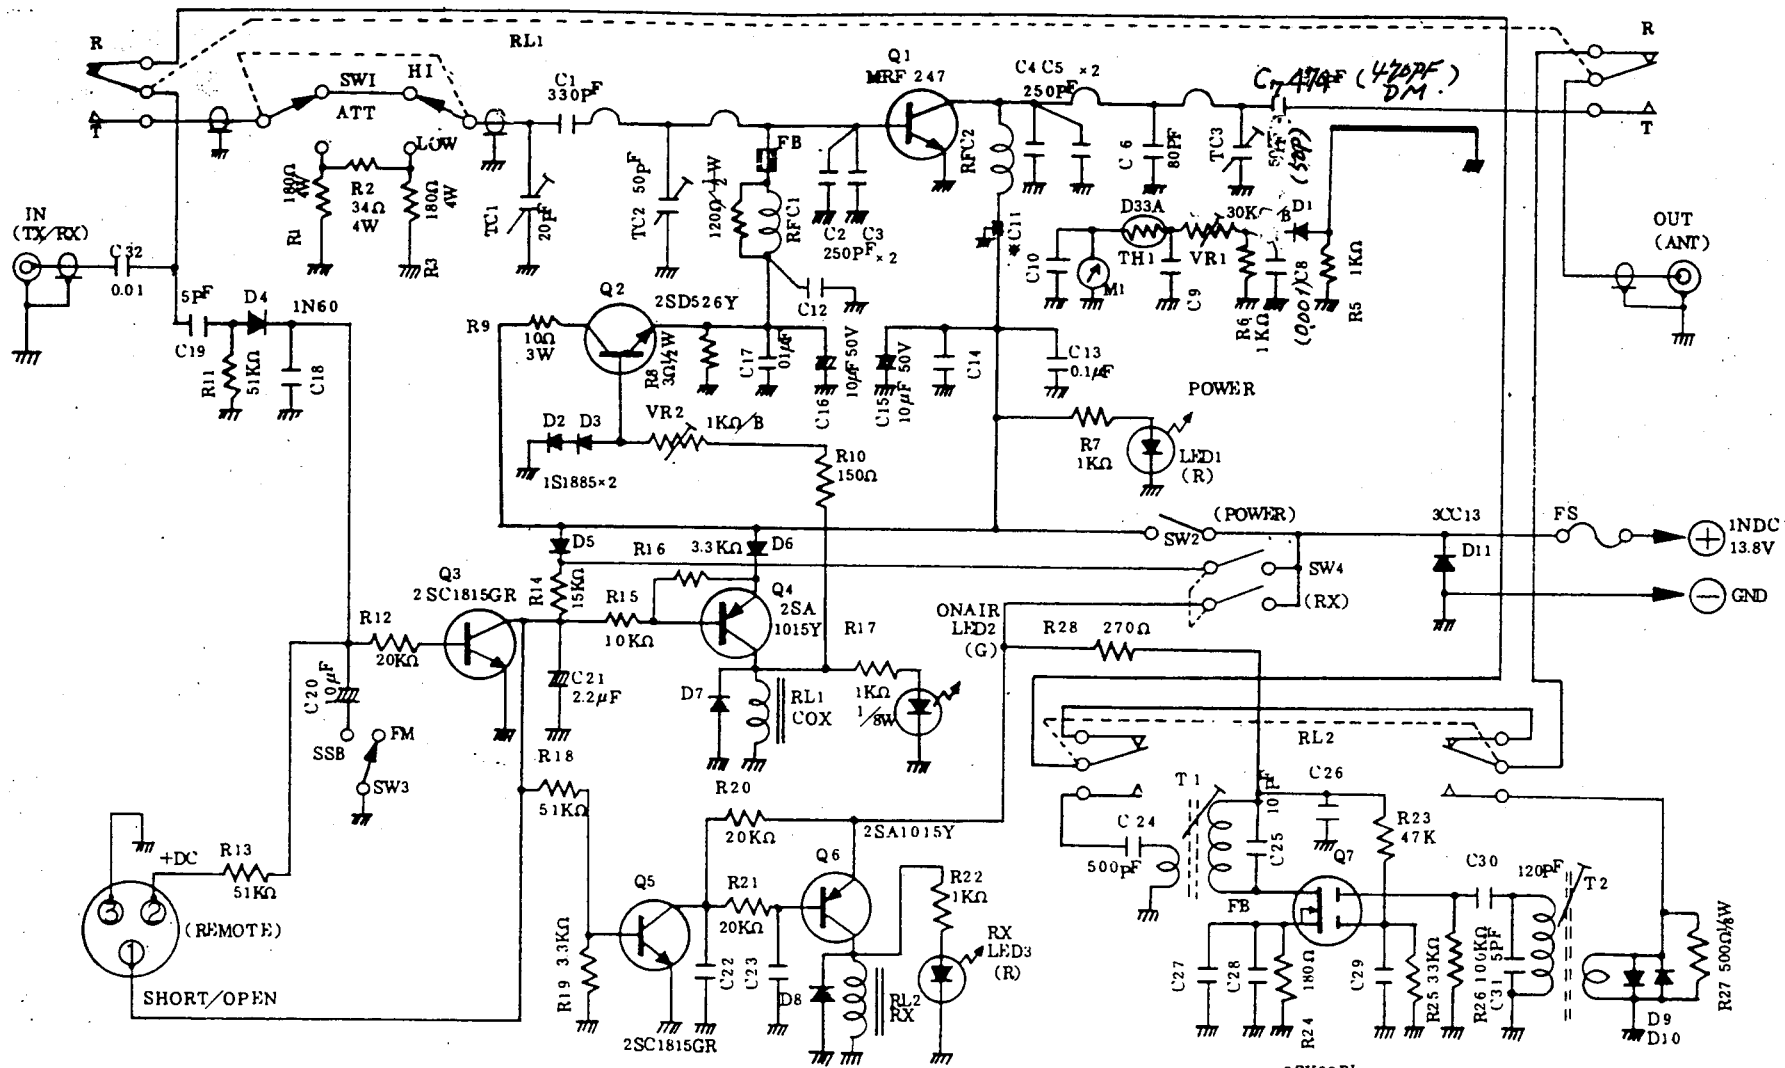 R
RL1
SW1
HI
ATT
T
LOW
C1
330PF
Q1
MRF 247
C4 C5 ×2
250PF
C7 470PF (470PF
DM.)
R
T
180Ω
4W
R1
R2
34Ω
4W
180Ω
4W
R3
TC1
20PF
TC2 50PF
FB
120Ω/½W
RFC1
C2
C3
250PF×2
RFC2
*C11
C6
80PF
TC3
50PF
(50P)
D33A
30K
B
D1
C10
M1
TH1
C9
VR1
R6
1KΩ
(0.001)C8
R5
1KΩ
OUT
(ANT)
IN
(TX/RX)
C32
0.01
5PF
C19
D4
1N60
R11
51KΩ
C18
Q2
2SD526Y
R9
10Ω
3W
R8
3Ω½W
C12
C17
01μF
C16
10μF 50V
C15
10μF 50V
C14
C13
0.1μF
POWER
D2 D3
1S1885×2
VR2
1KΩ/B
R10
150Ω
R7
1KΩ
LED1
(R)
(POWER)
SW2
SW4
(RX)
3CC13
D11
FS
1NDC
13.8V
GND
D5
R16
3.3KΩ
D6
Q3
2SC1815GR
R14
15KΩ
R15
10KΩ
Q4
2SA
1015Y
R17
1KΩ
1/8W
ONAIR
LED2
(G)
R28
270Ω
R12
20KΩ
C20
10μF
SSB
FM
SW3
C21
2.2μF
D7
RL1
COX
R18
51KΩ
R20
20KΩ
2SA1015Y
RL2
T1
10PF
C26
C24
500PF
C25
R23
47K
Q7
FB
C30
120PF
T2
+DC
R13
51KΩ
3
2
1
(REMOTE)
SHORT/OPEN
Q5
R19 3.3KΩ
R21
20KΩ
Q6
R22
1KΩ
RX
LED3
(R)
C22
C23
D8
RL2
RX
2SC1815GR
C27
C28
180Ω
R24
C29
R25 33KΩ
R26 100KΩ
C31 5PF
D9
D10
R27 500Ω⅛W